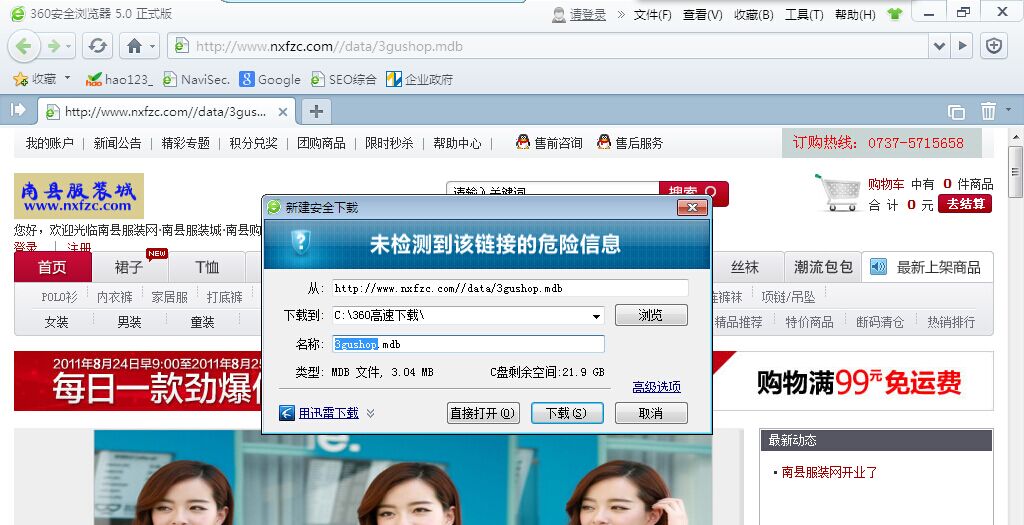 360安全浏览器 5.0 正式版
请登录 » 文件(F) 查看(V) 收藏(B) 工具(T) 帮助(H)
http://www.nxfzc.com//data/3gushop.mdb
收藏 hao123_ NaviSec. Google SEO综合 企业政府
http://www.nxfzc.com//data/3gus...
我的账户 新闻公告 精彩专题 积分兑奖 团购商品 限时秒杀 帮助中心 售前咨询 售后服务 订购热线: 0737-5715658
南县服装城
www.nxfzc.com
请输入关键词 搜索
购物车 中有 0 件商品
合 计 0 元 去结算
您好，欢迎光临南县服装网-南县服装城-南县购
登录 | 注册
首页 裙子 NEW T恤 丝袜 潮流包包 最新上架商品
POLO衫 内衣裤 家居服 打底裤 连裤袜 项链/吊坠
女装 男装 童装 精品推荐 特价商品 断码清仓 热销排行
新建安全下载
未检测到该链接的危险信息
从: http://www.nxfzc.com//data/3gushop.mdb
下载到: C:\360高速下载\ 浏览
名称: 3gushop.mdb
类型: MDB 文件, 3.04 MB C盘剩余空间:21.9 GB
高级选项
用迅雷下载 直接打开(O) 下载(S) 取消
2011年8月24日早9:00至2011年8月25
每日一款劲爆
购物满99元免运费
最新动态
南县服装网开业了